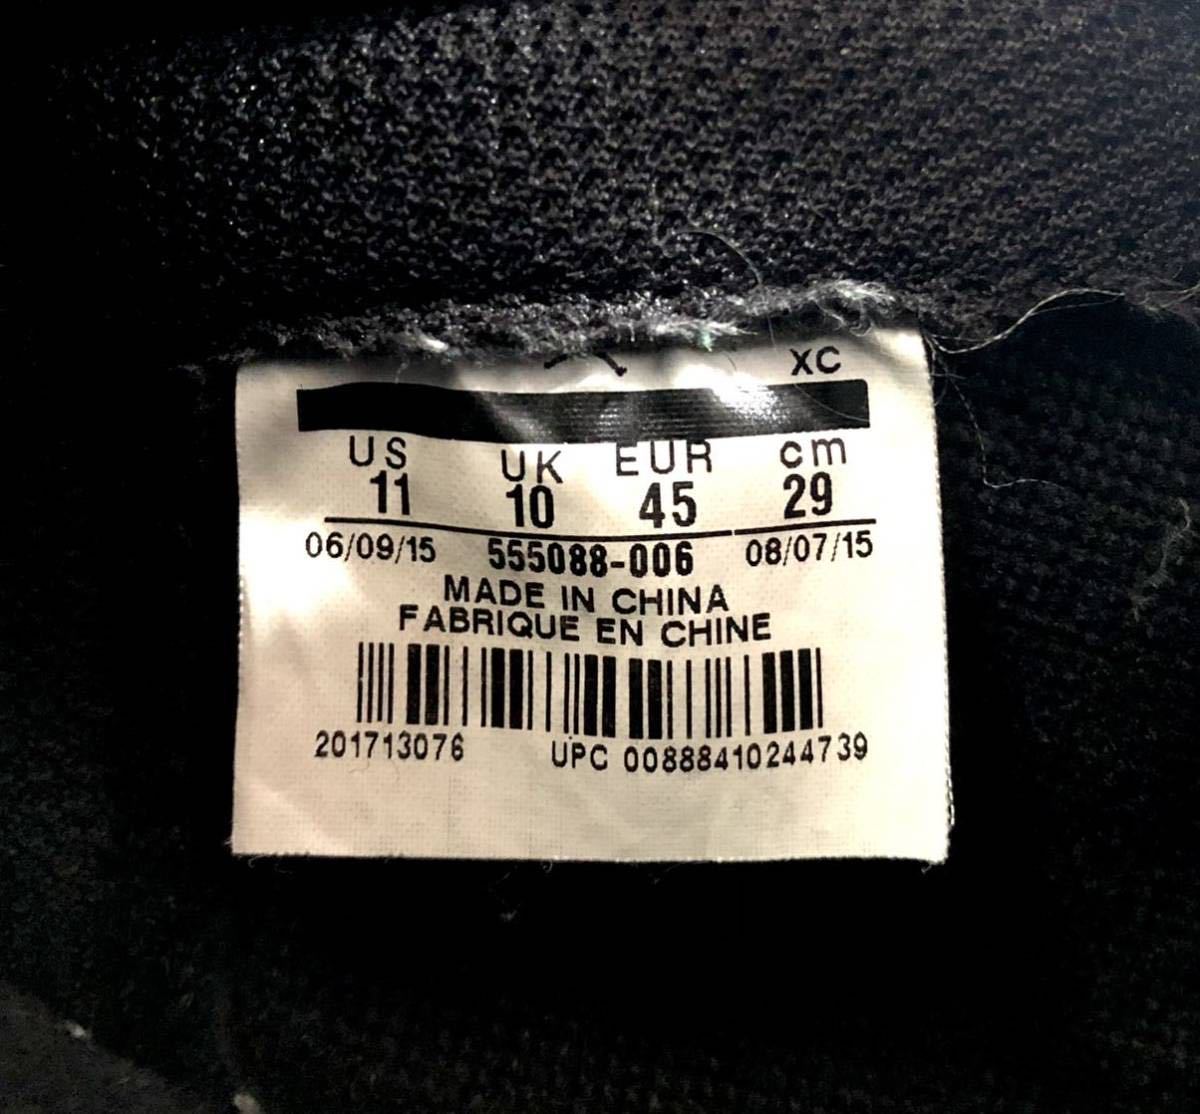 XC
US UK EUR cm
11 10 45 29
06/09/15 555088-006 08/07/15
MADE IN CHINA
FABRIQUE EN CHINE
201713076 UPC 00888410244739